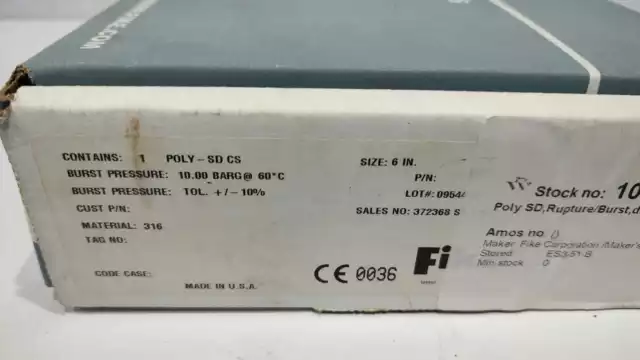 CONTAINS: 1 POLY-SD CS
SIZE: 6 IN.
BURST PRESSURE: 10.00 BARG@ 60°C
P/N:
BURST PRESSURE: TOL. +/-10%
LOT#: 09544
CUST P/N:
SALES NO: 372368 S
MATERIAL: 316
TAG NO:
CODE CASE:
MADE IN U.S.A.
CE 0036
Fi
Stock no: 10
Poly SD,Rupture/Burst,d
Amos no
Maker Fike Corporation /Maker's
Stored ES3/51-B
Min stock 0